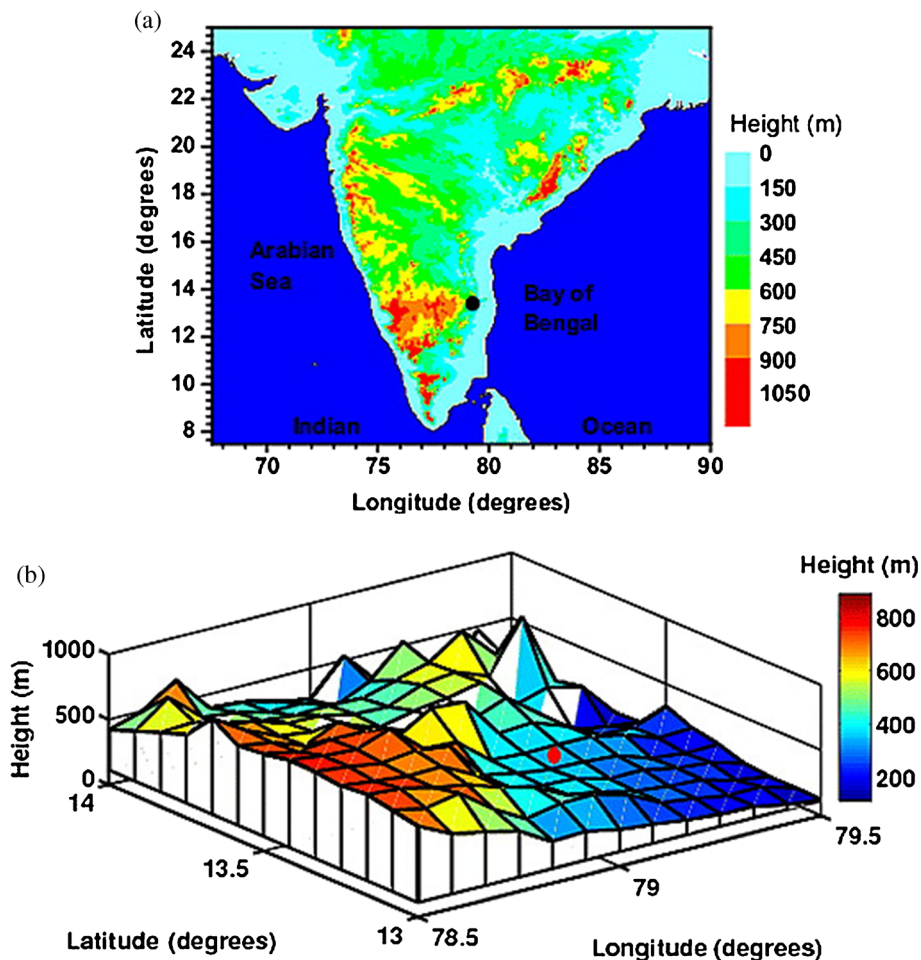 (a)
24
22
20
18
16
14
12
10
8
Latitude (degrees)
Arabian
Sea
Bay of
Bengal
Indian
Ocean
70
75
80
85
90
Longitude (degrees)
Height (m)
0
150
300
450
600
750
900
1050
(b)
Height (m)
800
600
400
200
1000
500
0
Height (m)
14
13.5
13
78.5
79
79.5
Latitude (degrees)
Longitude (degrees)